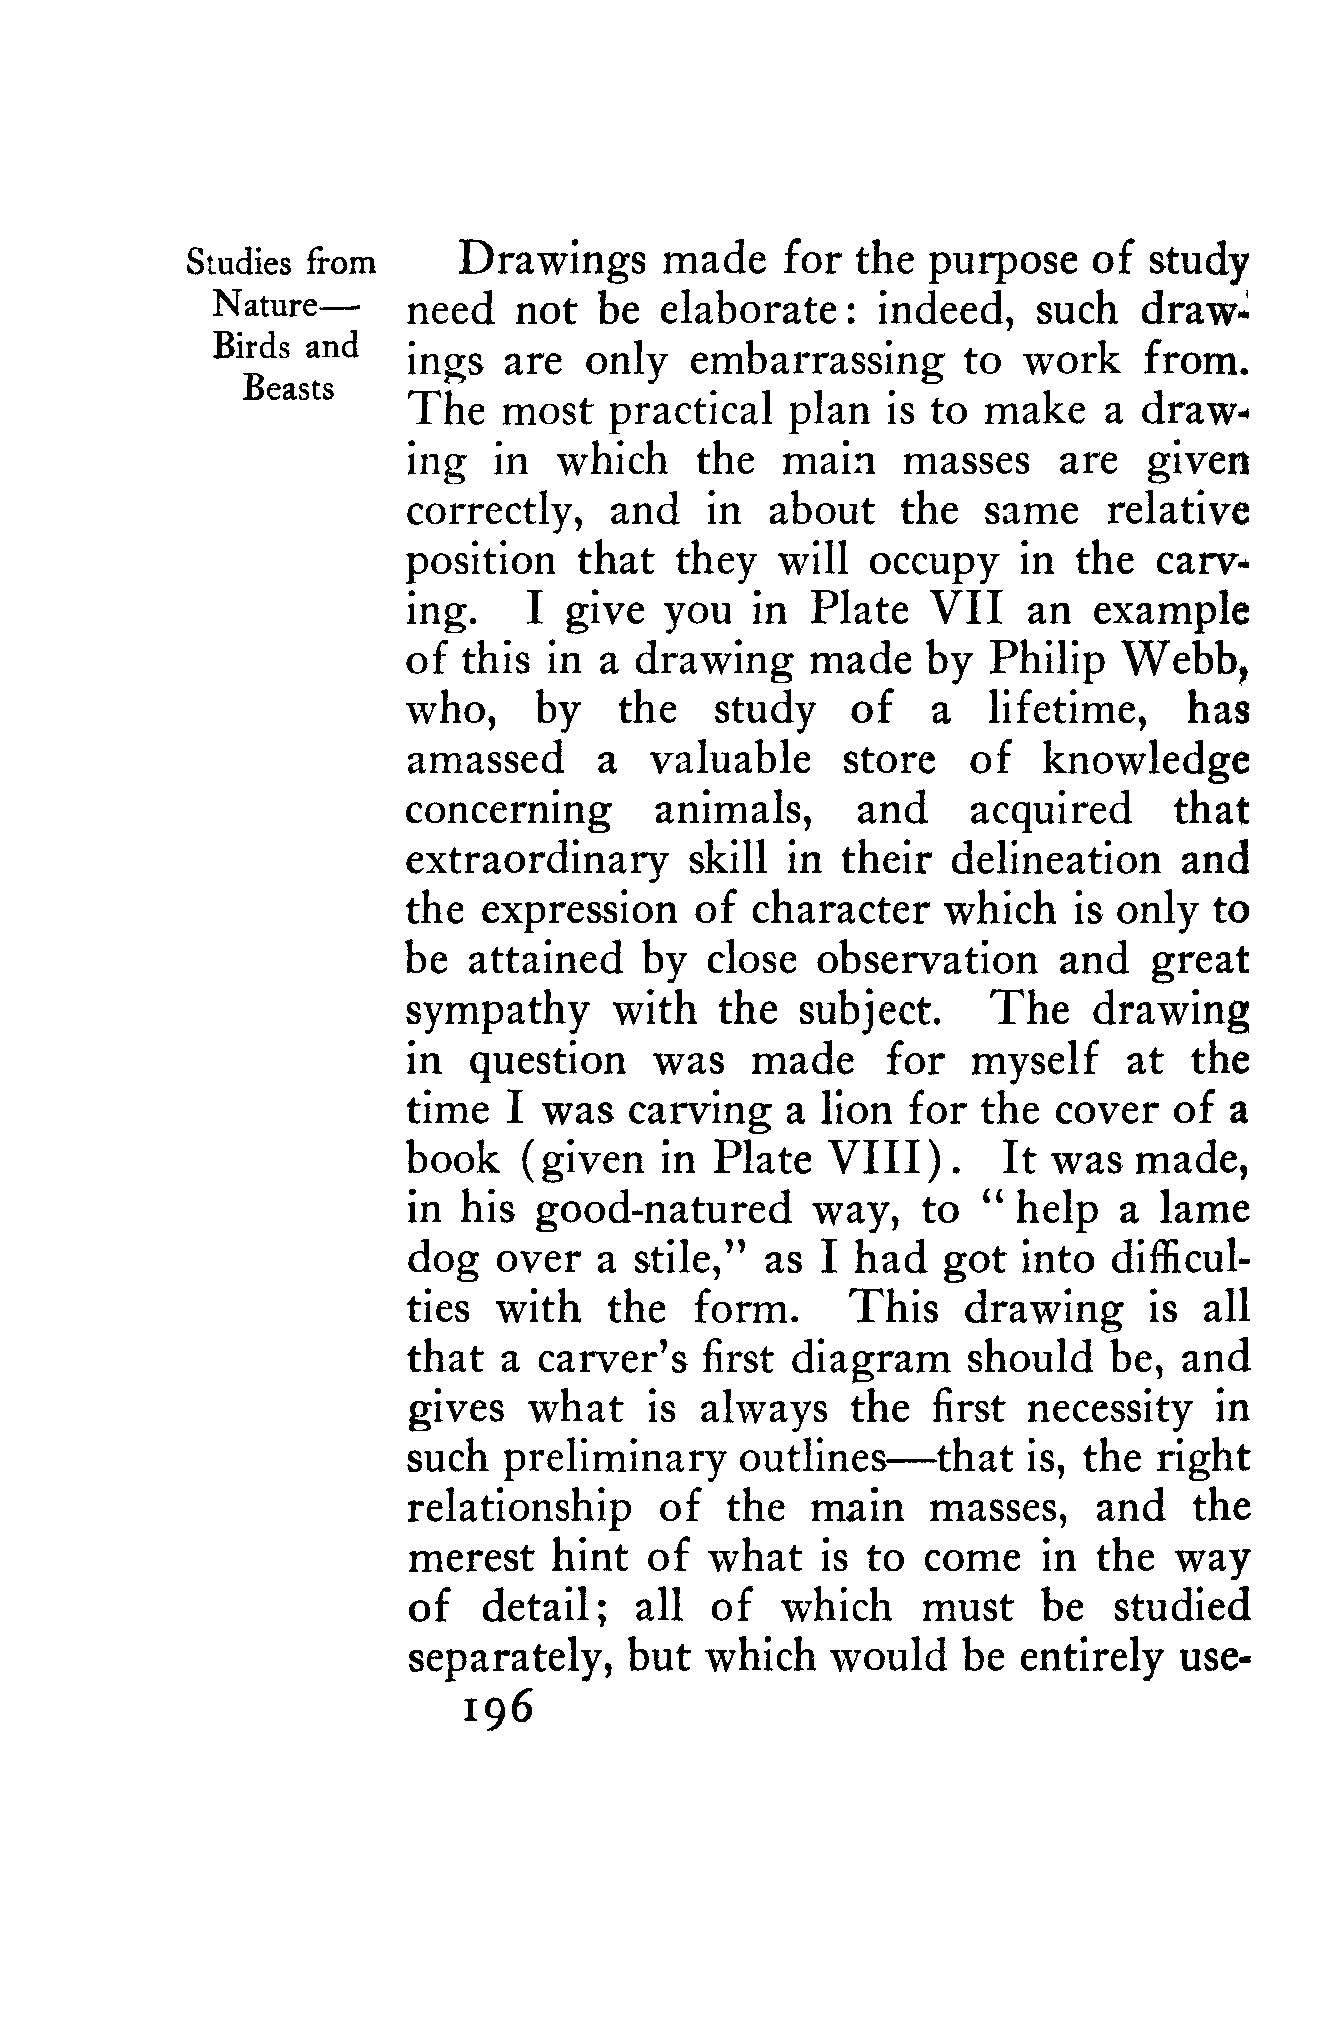 Studies from
Nature—
Birds and
Beasts
Drawings made for the purpose of study
need not be elaborate: indeed, such draw-
ings are only embarrassing to work from.
The most practical plan is to make a draw-
ing in which the main masses are given
correctly, and in about the same relative
position that they will occupy in the carv-
ing. I give you in Plate VII an example
of this in a drawing made by Philip Webb,
who, by the study of a lifetime, has
amassed a valuable store of knowledge
concerning animals, and acquired that
extraordinary skill in their delineation and
the expression of character which is only to
be attained by close observation and great
sympathy with the subject. The drawing
in question was made for myself at the
time I was carving a lion for the cover of a
book (given in Plate VIII). It was made,
in his good-natured way, to “help a lame
dog over a stile,” as I had got into difficul-
ties with the form. This drawing is all
that a carver’s first diagram should be, and
gives what is always the first necessity in
such preliminary outlines—that is, the right
relationship of the main masses, and the
merest hint of what is to come in the way
of detail; all of which must be studied
separately, but which would be entirely use-
196